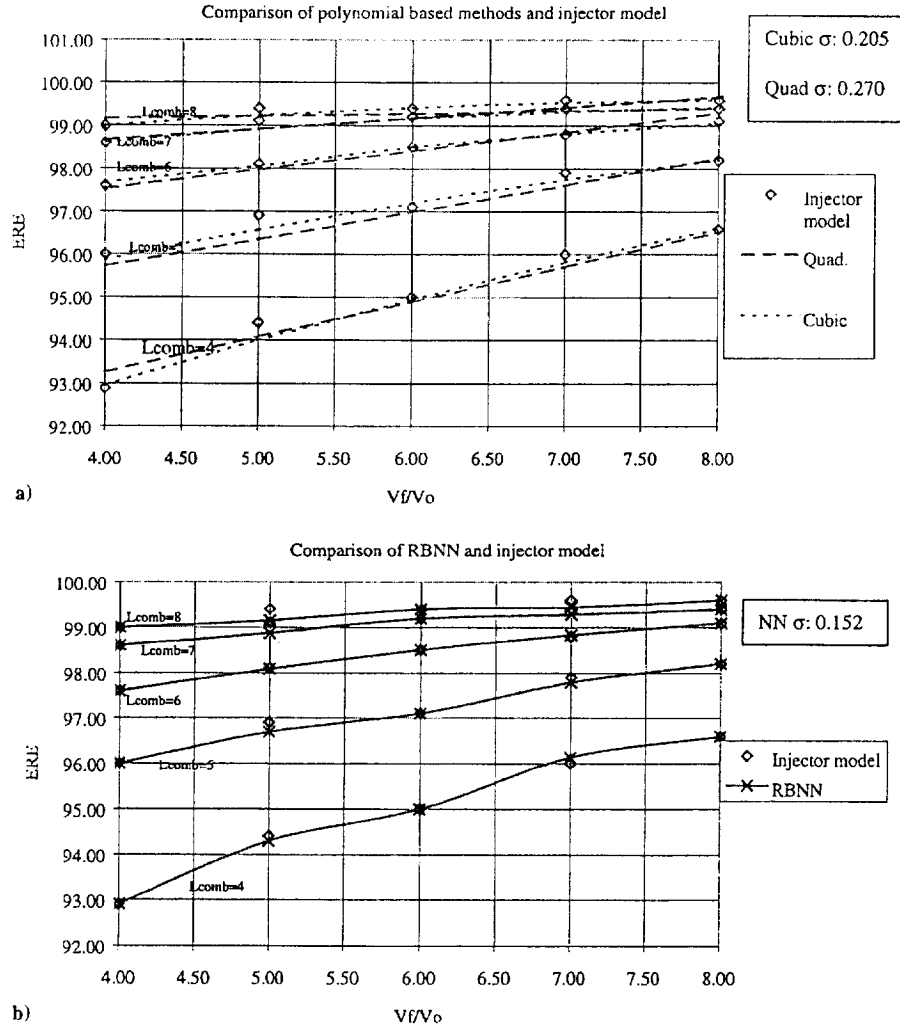 Comparison of polynomial based methods and injector model
101.00
100.00
99.00
98.00
97.00
96.00
95.00
94.00
93.00
92.00
ERE
Lcomb=8
Lcomb=7
Lcomb=6
Lcomb=
Lcomb=4
4.00 4.50 5.00 5.50 6.00 6.50 7.00 7.50 8.00
Vf/Vo
Cubic σ: 0.205
Quad σ: 0.270
Injector model
Quad.
Cubic
a)
Comparison of RBNN and injector model
100.00
99.00
98.00
97.00
96.00
95.00
94.00
93.00
92.00
ERE
Lcomb=8
Lcomb=7
Lcomb=6
Lcomb=5
Lcomb=4
4.00 4.50 5.00 5.50 6.00 6.50 7.00 7.50 8.00
Vf/Vo
NN σ: 0.152
Injector model
RBNN
b)